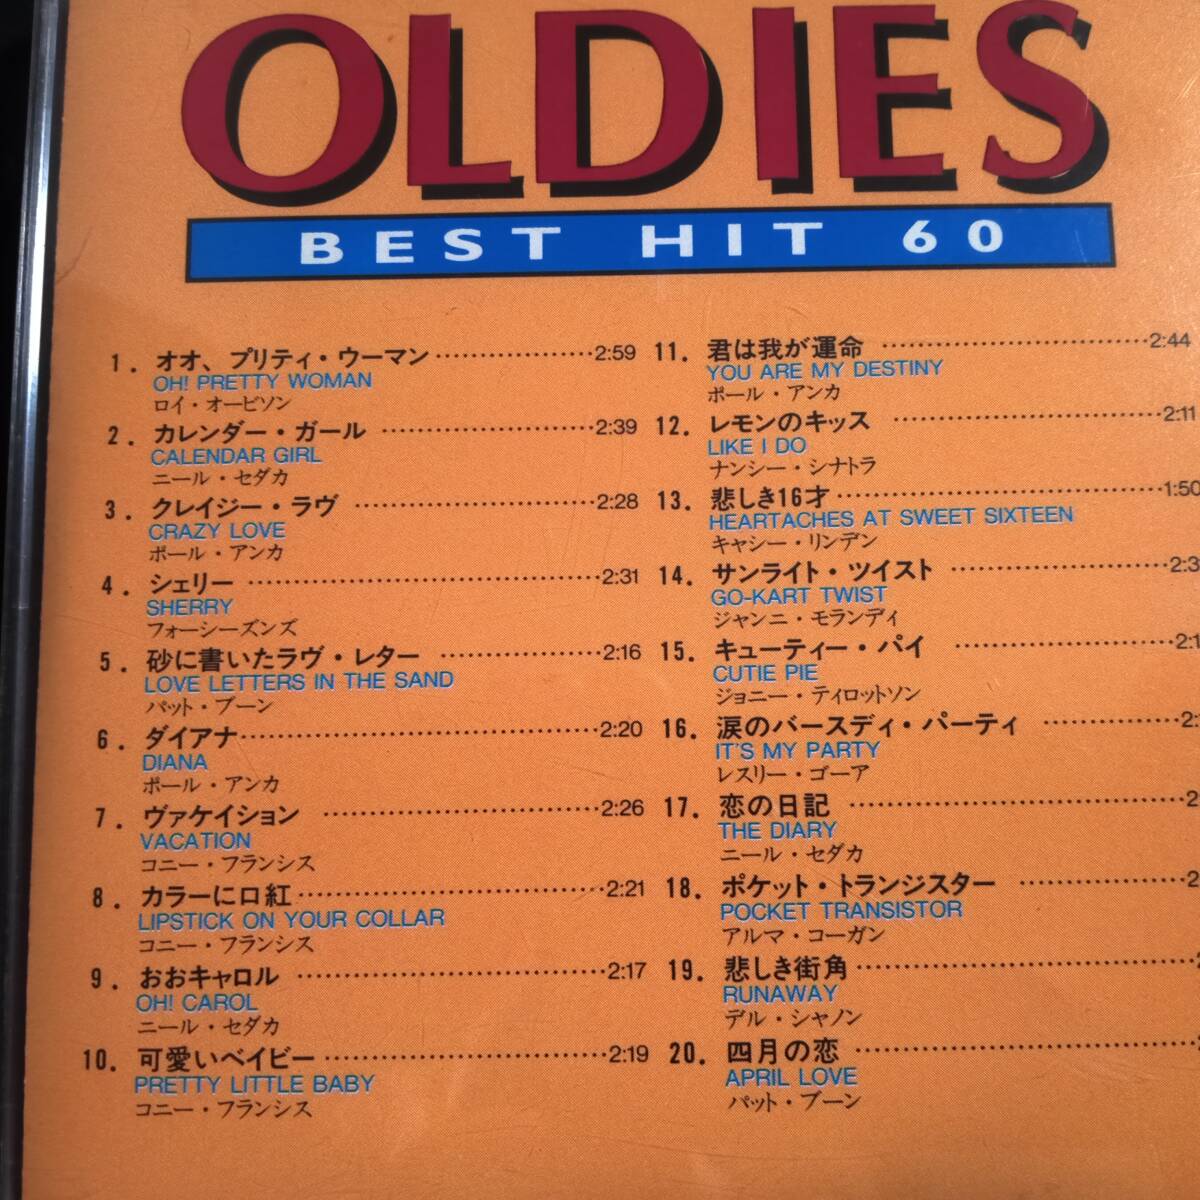 OLDIES
BEST HIT 60
1. オオ、プリティ・ウーマン 2:59
OH! PRETTY WOMAN
ロイ・オービソン
2. カレンダー・ガール 2:39
CALENDAR GIRL
ニール・セダカ
3. クレイジー・ラヴ 2:28
CRAZY LOVE
ポール・アンカ
4. シェリー 2:31
SHERRY
フォーシーズンズ
5. 砂に書いたラヴ・レター 2:16
LOVE LETTERS IN THE SAND
パット・ブーン
6. ダイアナ 2:20
DIANA
ポール・アンカ
7. ヴァケイション 2:26
VACATION
コニー・フランシス
8. カラーに口紅 2:21
LIPSTICK ON YOUR COLLAR
コニー・フランシス
9. おおキャロル 2:17
OH! CAROL
ニール・セダカ
10. 可愛いベイビー 2:19
PRETTY LITTLE BABY
コニー・フランシス
11. 君は我が運命 2:44
YOU ARE MY DESTINY
ポール・アンカ
12. レモンのキッス 2:11
LIKE I DO
ナンシー・シナトラ
13. 悲しき16才 1:50
HEARTACHES AT SWEET SIXTEEN
キャシー・リンデン
14. サンライト・ツイスト 2:3
GO-KART TWIST
ジャンニ・モランディ
15. キューティー・パイ 2:1
CUTIE PIE
ジョニー・ティロットソン
16. 涙のバースディ・パーティ 2:
IT'S MY PARTY
レスリー・ゴーア
17. 恋の日記 2
THE DIARY
ニール・セダカ
18. ポケット・トランジスター 2
POCKET TRANSISTOR
アルマ・コーガン
19. 悲しき街角
RUNAWAY
デル・シャノン
20. 四月の恋
APRIL LOVE
パット・ブーン